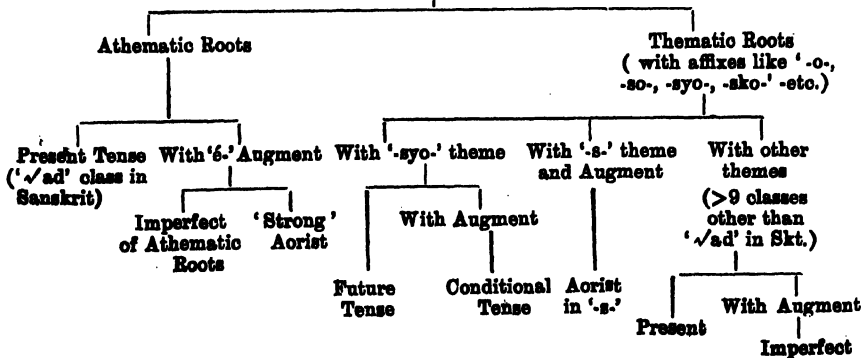 Athematic Roots
Thematic Roots
( with affixes like ‘ -o-,
-so-, -syo-, -sko-’ -etc.)
Present Tense
(‘√ad’ class in
Sanskrit)
With ‘é-’ Augment
With ‘-syo-’ theme
With ‘-s-’ theme
and Augment
With other
themes
(>9 classes
other than
‘√ad’ in Skt.)
Imperfect
of Athematic
Roots
‘Strong’
Aorist
With Augment
Future
Tense
Conditional
Tense
Aorist
in ‘-s-’
Present
With Augment
Imperfect